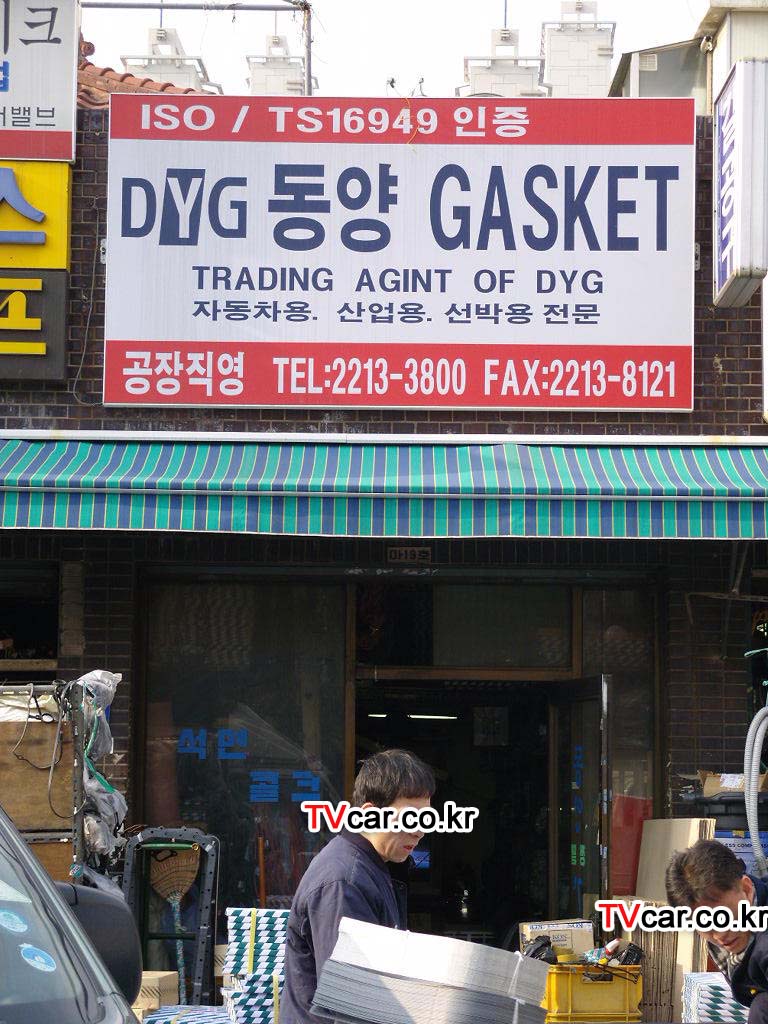 ISO / TS16949 인증
DYG 동양 GASKET
TRADING AGINT OF DYG
자동차용. 산업용. 선박용 전문
공장직영 TEL:2213-3800 FAX:2213-8121
석면
콜크
TVcar.co.kr
TVcar.co.kr